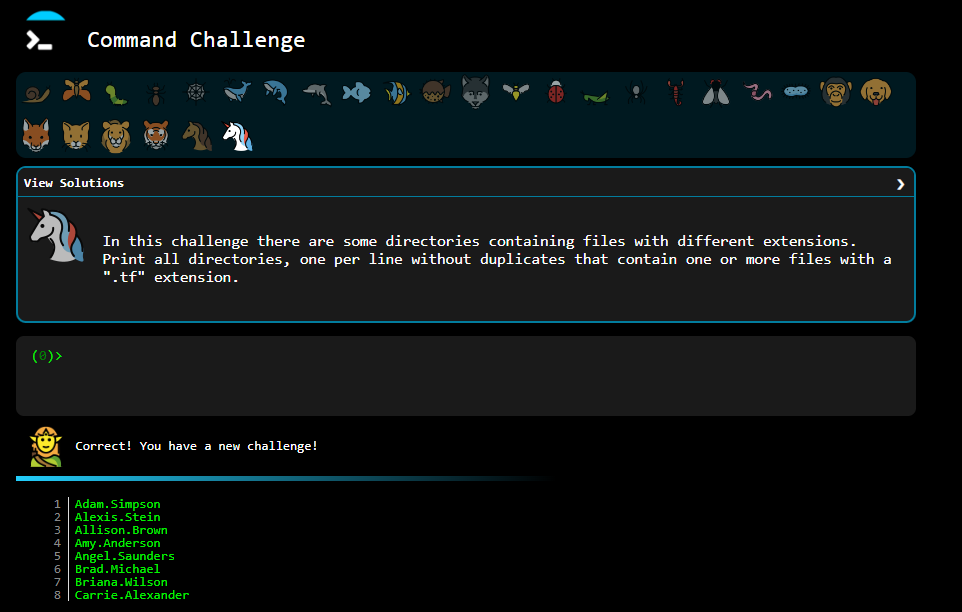 Command Challenge
View Solutions
In this challenge there are some directories containing files with different extensions.
Print all directories, one per line without duplicates that contain one or more files with a
".tf" extension.
(0)>
Correct! You have a new challenge!
1 Adam.Simpson
2 Alexis.Stein
3 Allison.Brown
4 Amy.Anderson
5 Angel.Saunders
6 Brad.Michael
7 Briana.Wilson
8 Carrie.Alexander